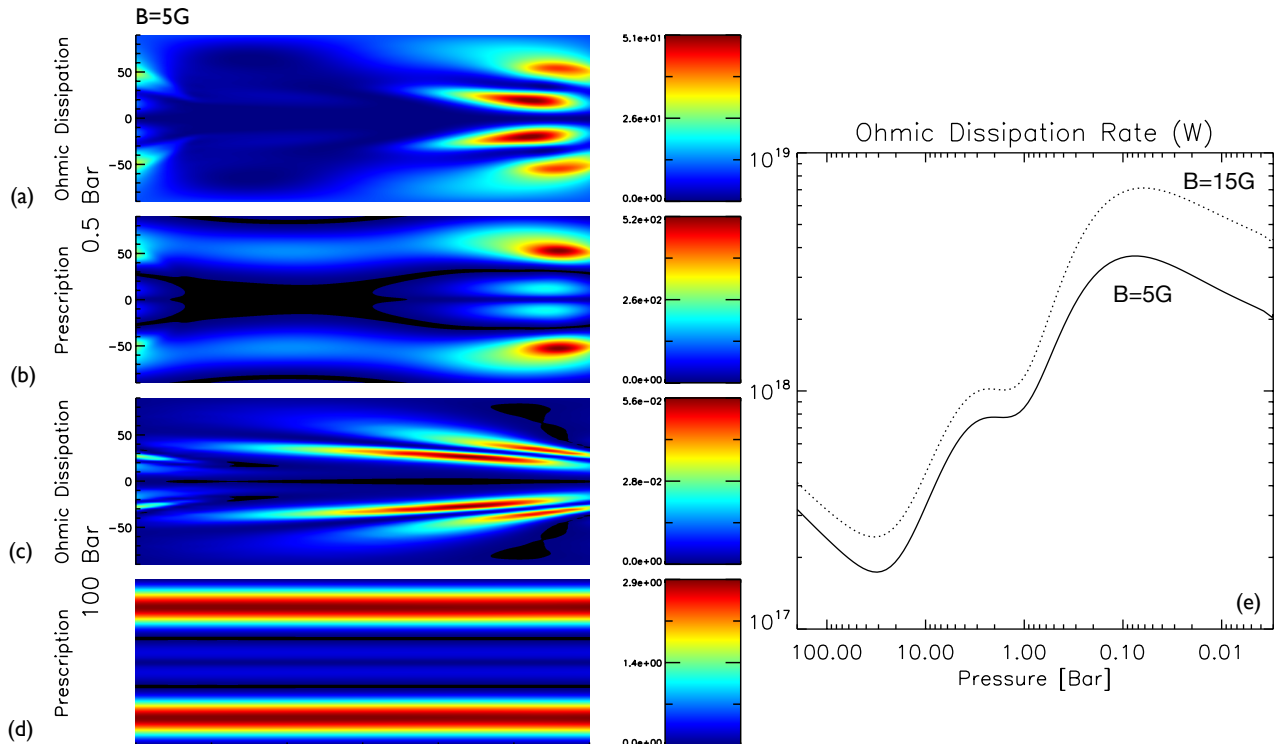 B=5G
(a)
Ohmic Dissipation
50
0
−50
5.1e+01
2.6e+01
0.0e+00
0.5 Bar
(b)
Prescription
50
0
−50
5.2e+02
2.6e+02
0.0e+00
(c)
Ohmic Dissipation
50
0
−50
5.6e−02
2.8e−02
0.0e+00
100 Bar
(d)
Prescription
2.9e+00
1.4e+00
0.0e+00
Ohmic Dissipation Rate (W)
10^19
10^18
10^17
B=15G
B=5G
(e)
100.00 10.00 1.00 0.10 0.01
Pressure [Bar]